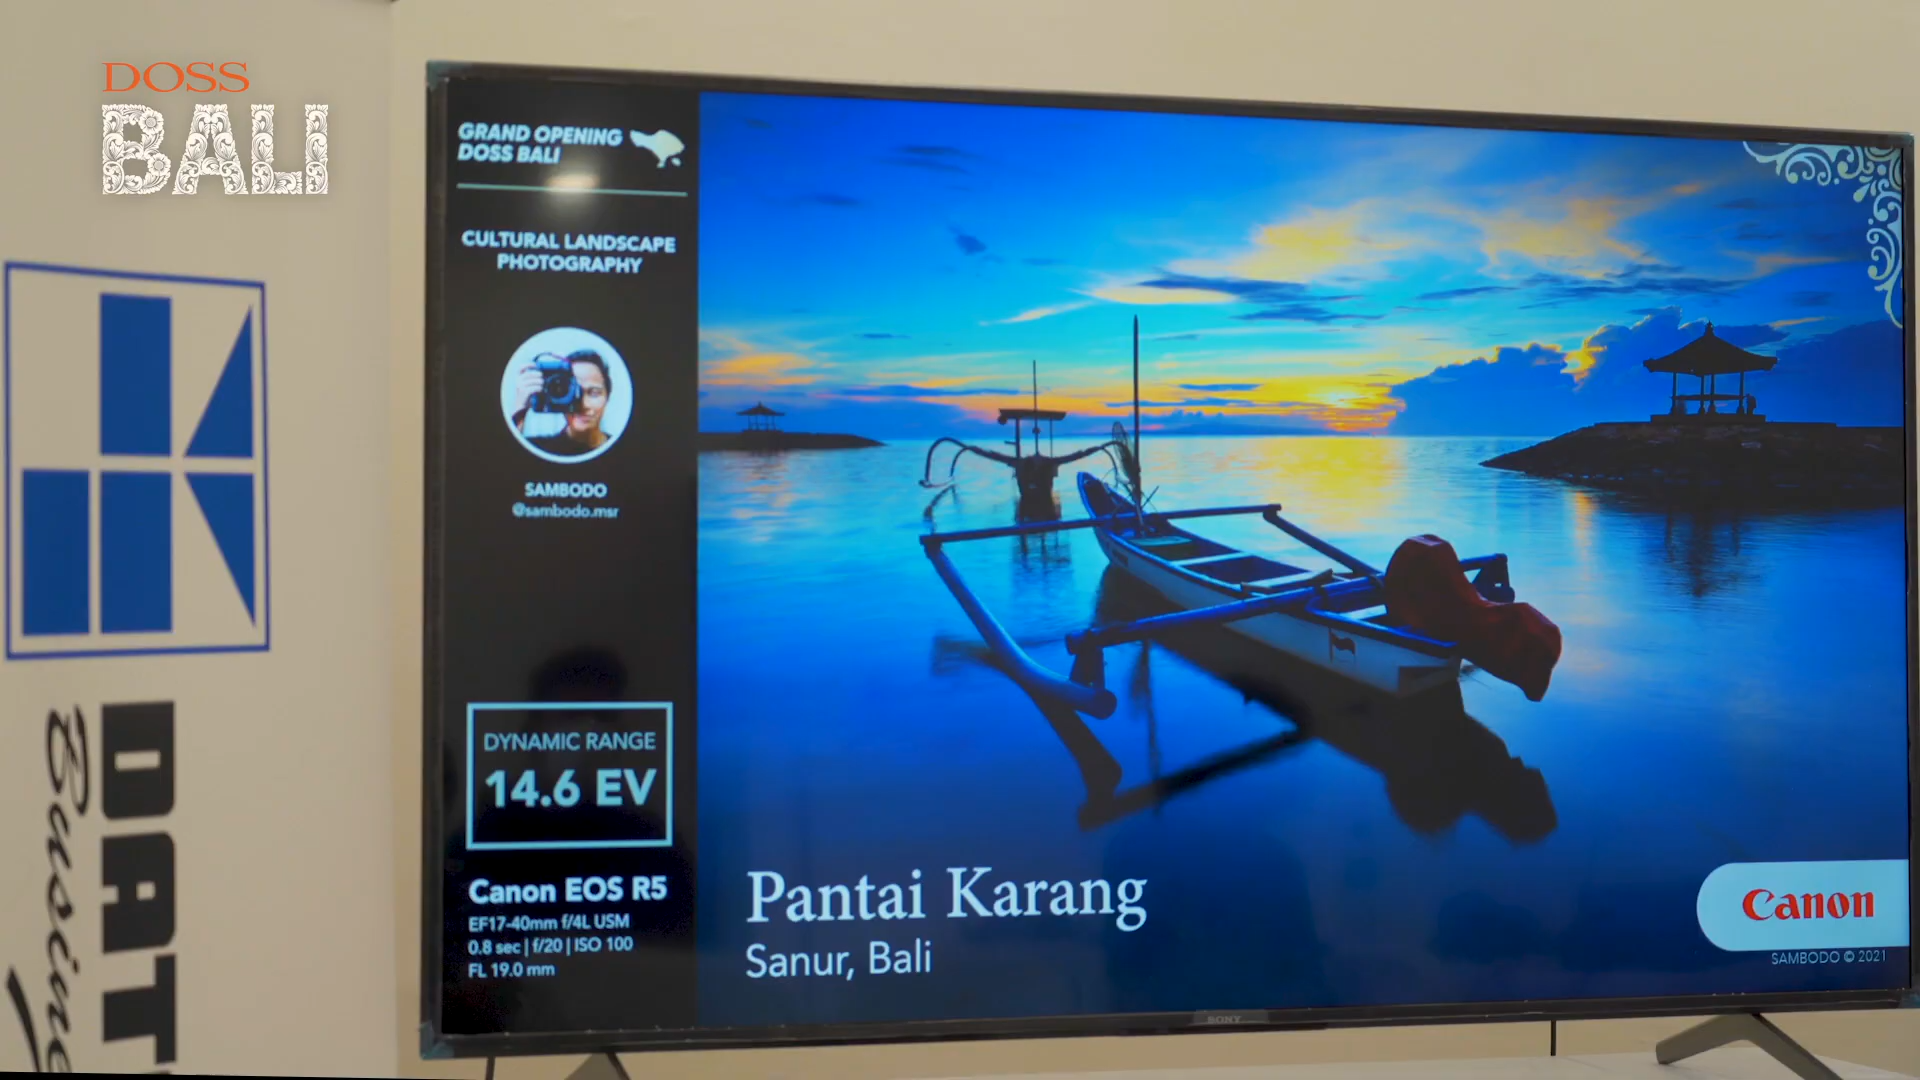 DOSS
BALI
GRAND OPENING
DOSS BALI
CULTURAL LANDSCAPE
PHOTOGRAPHY
SAMBODO
@sambodo.msr
DYNAMIC RANGE
14.6 EV
Canon EOS R5
EF17-40mm f/4L USM
0.8 sec | f/20 | ISO 100
FL 19.0 mm
Pantai Karang
Sanur, Bali
Canon
SAMBODO © 2021
SONY